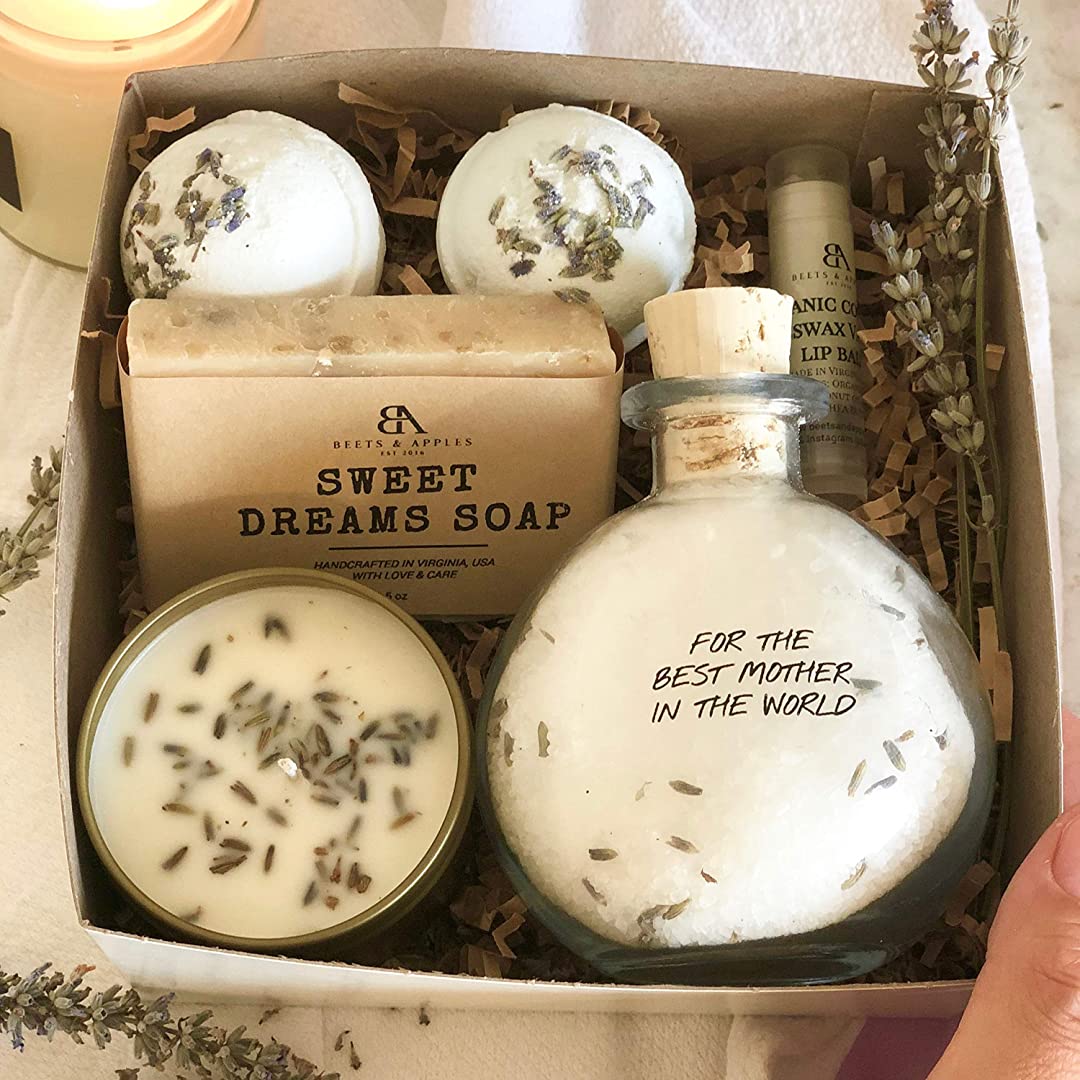 BA
BEETS & APPLES
EST 2016
SWEET
DREAMS SOAP
HANDCRAFTED IN VIRGINIA, USA
WITH LOVE & CARE
oz
BA
BEETS & APPLES
LIP
FOR THE
BEST MOTHER
IN THE WORLD